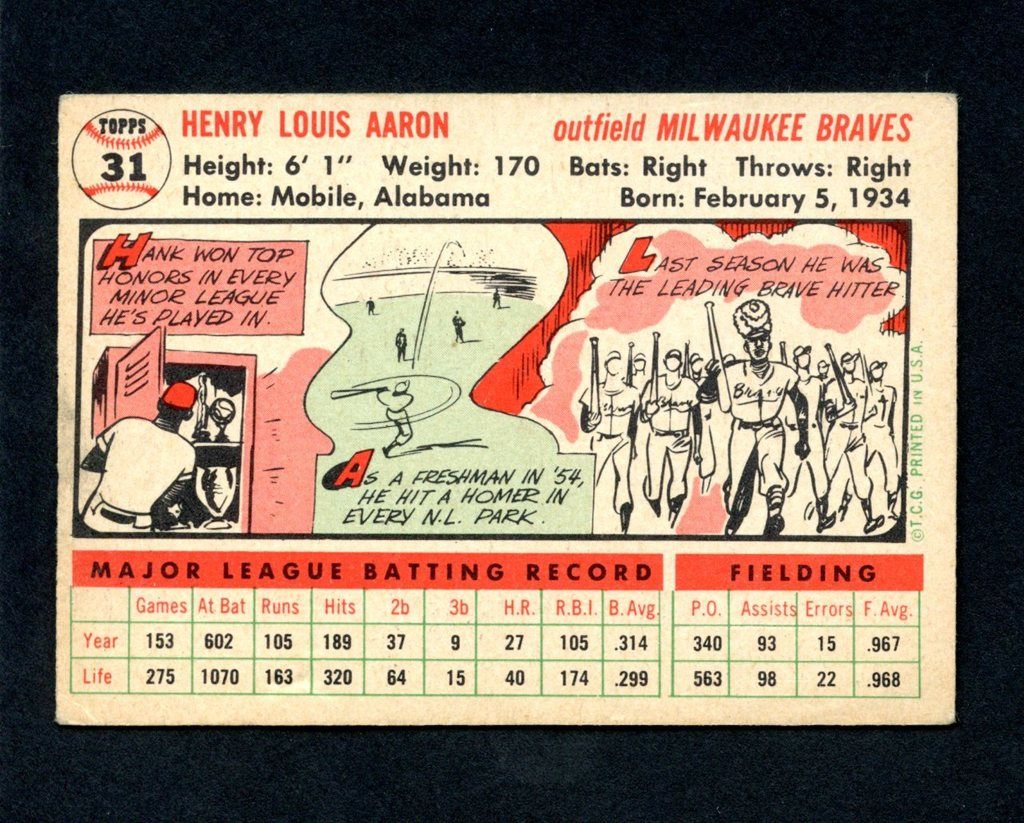 TOPPS
31
HENRY LOUIS AARON
outfield MILWAUKEE BRAVES
Height: 6' 1" Weight: 170 Bats: Right Throws: Right
Home: Mobile, Alabama Born: February 5, 1934
HANK WON TOP
HONORS IN EVERY
MINOR LEAGUE
HE'S PLAYED IN.
AS A FRESHMAN IN '54,
HE HIT A HOMER IN
EVERY N.L. PARK.
LAST SEASON HE WAS
THE LEADING BRAVE HITTER
Braves
©T.C.G. PRINTED IN U.S.A.
MAJOR LEAGUE BATTING RECORD FIELDING
Games At Bat Runs Hits 2b 3b H.R. R.B.I. B. Avg. P.O. Assists Errors F. Avg.
Year 153 602 105 189 37 9 27 105 .314 340 93 15 .967
Life 275 1070 163 320 64 15 40 174 .299 563 98 22 .968